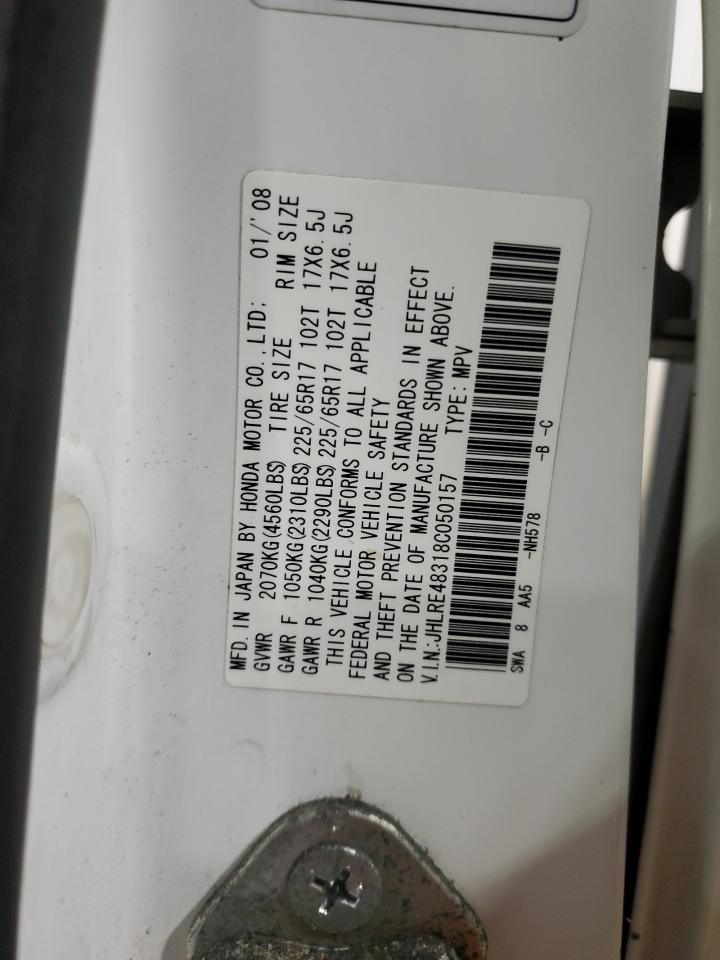 MFD. IN JAPAN BY HONDA MOTOR CO.,LTD: 01/'08
GVWR 2070KG(4560LBS) TIRE SIZE RIM SIZE
GAWR F 1050KG(2310LBS)225/65R17 102T 17X6.5J
GAWR R 1040KG(2290LBS)225/65R17 102T 17X6.5J
THIS VEHICLE CONFORMS TO ALL APPLICABLE
FEDERAL MOTOR VEHICLE SAFETY
AND THEFT PREVENTION STANDARDS IN EFFECT
ON THE DATE OF MANUFACTURE SHOWN ABOVE.
V.I.N.:JHLRE48318C050157 TYPE: MPV
SWA 8 AA5 -NH578 -B -C